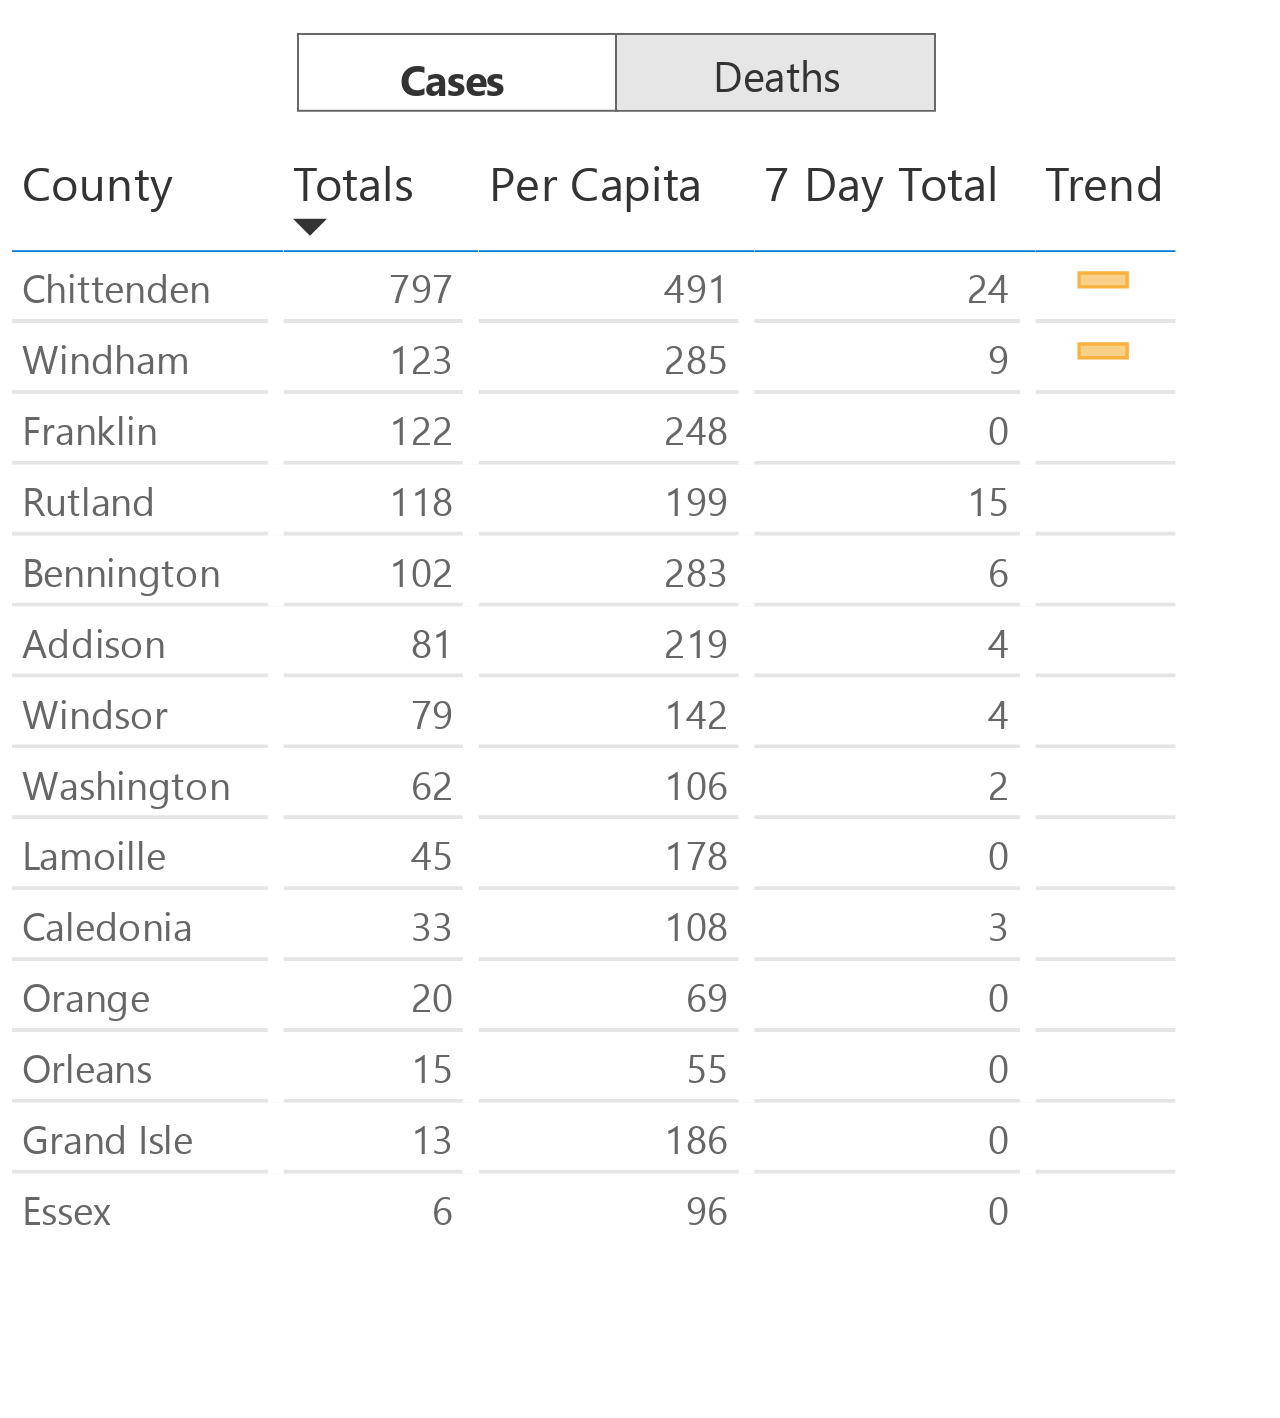 Cases Deaths
County Totals Per Capita 7 Day Total Trend
Chittenden 797 491 24
Windham 123 285 9
Franklin 122 248 0
Rutland 118 199 15
Bennington 102 283 6
Addison 81 219 4
Windsor 79 142 4
Washington 62 106 2
Lamoille 45 178 0
Caledonia 33 108 3
Orange 20 69 0
Orleans 15 55 0
Grand Isle 13 186 0
Essex 6 96 0